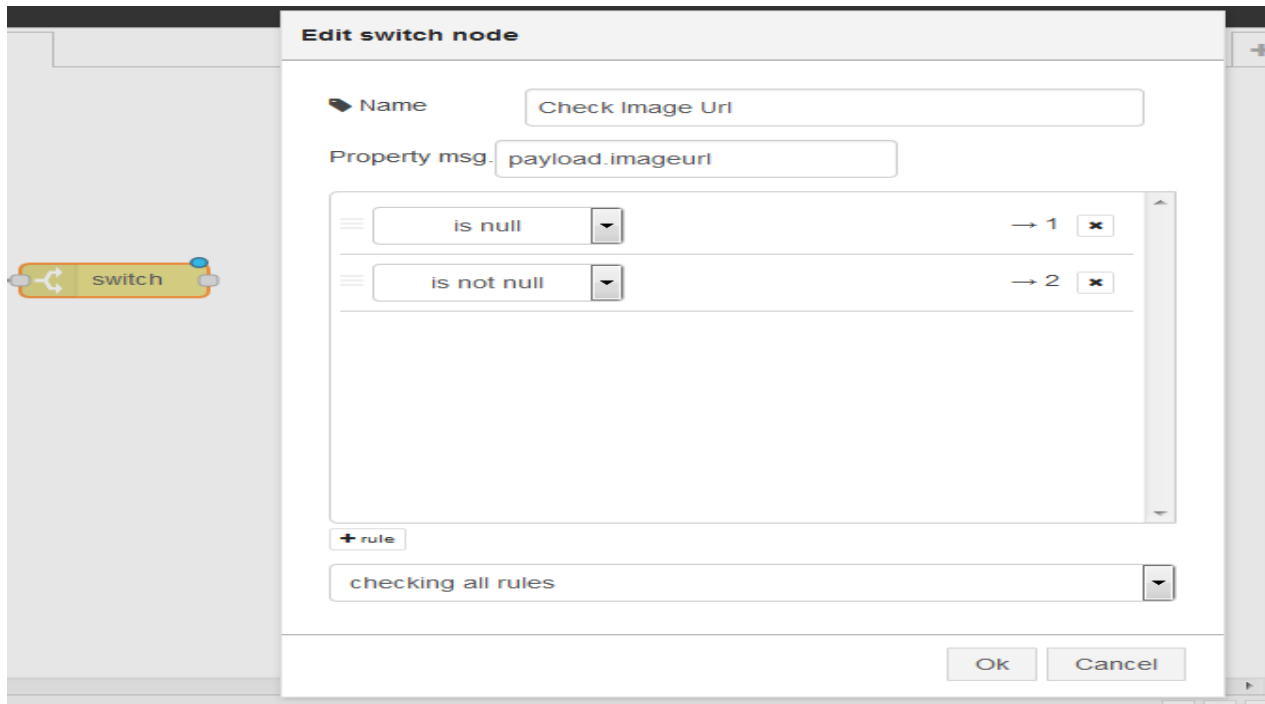 Edit switch node
Name
Check Image Url
Property msg.
payload.imageurl
is null
→ 1
is not null
→ 2
switch
+ rule
checking all rules
Ok
Cancel